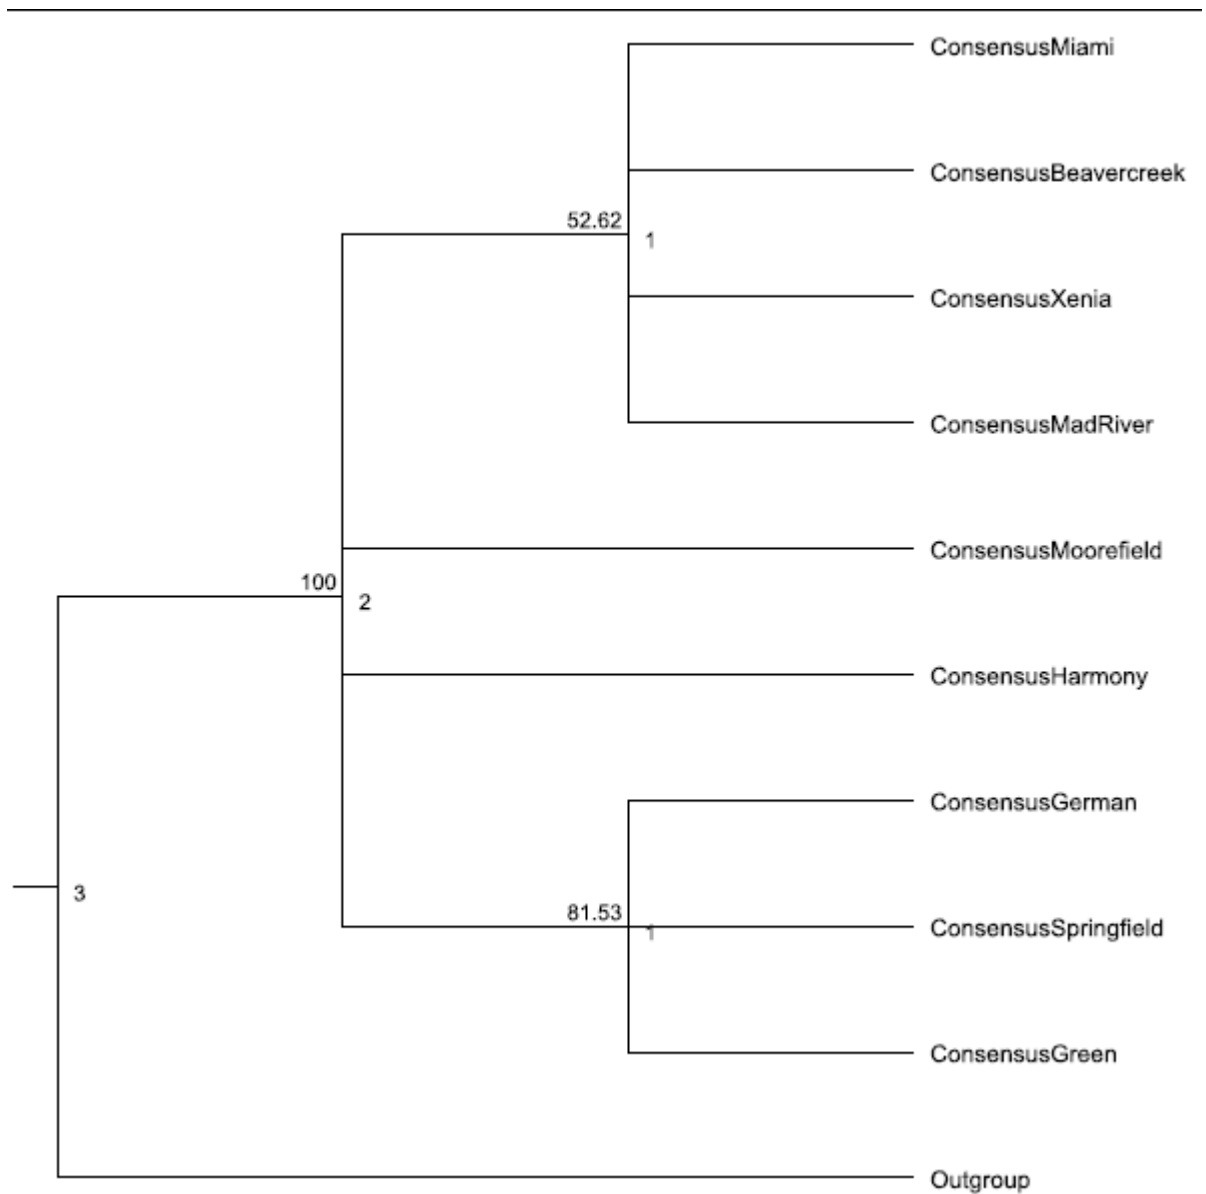 ConsensusMiami
ConsensusBeavercreek
52.62
1
ConsensusXenia
ConsensusMadRiver
ConsensusMoorefield
100
2
ConsensusHarmony
ConsensusGerman
3
81.53
1
ConsensusSpringfield
ConsensusGreen
Outgroup